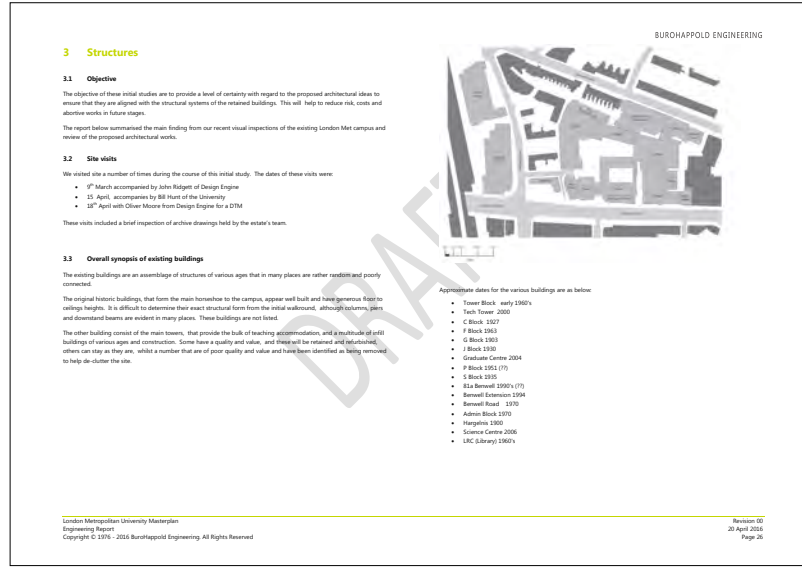 BUROHAPPOLD ENGINEERING
3 Structures
3.1 Objective
The objective of these initial studies are to provide a level of certainty with regard to the proposed architectural ideas to
ensure that they are aligned with the structural systems of the retained buildings. This will help to reduce risk, costs and
abortive works in future stages.
The report below summarised the main finding from our recent visual inspections of the existing London Met campus and
review of the proposed architectural works.
3.2 Site visits
We visited site a number of times during the course of this initial study. The dates of these visits were:
• 9th March accompanied by John Ridgett of Design Engine
• 15 April, accompanies by Bill Hunt of the University
• 18th April with Oliver Moore from Design Engine for a DTM
These visits included a brief inspection of archive drawings held by the estate's team.
3.3 Overall synopsis of existing buildings
The existing buildings are an assemblage of structures of various ages that in many places are rather random and poorly
connected.
The original historic buildings, that form the main horseshoe to the campus, appear well built and have generous floor to
ceilings heights. It is difficult to determine their exact structural form from the initial walkround, although columns, piers
and downstand beams are evident in many places. These buildings are not listed.
The other building consist of the main towers, that provide the bulk of teaching accommodation, and a multitude of infill
buildings of various ages and construction. Some have a quality and value, and these will be retained and refurbished,
others can stay as they are, whilst a number that are of poor quality and value and have been identified as being removed
to help de-clutter the site.
DRAFT
Approximate dates for the various buildings are as below:
• Tower Block early 1960's
• Tech Tower 2000
• C Block 1927
• F Block 1963
• G Block 1903
• J Block 1930
• Graduate Centre 2004
• P Block 1951 (??)
• S Block 1935
• 81a Benwell 1990's (??)
• Benwell Extension 1994
• Benwell Road 1970
• Admin Block 1970
• Hargelnis 1900
• Science Centre 2006
• LRC (Library) 1960's
London Metropolitan University Masterplan
Engineering Report
Copyright © 1976 - 2016 BuroHappold Engineering. All Rights Reserved
Revision 00
20 April 2016
Page 26